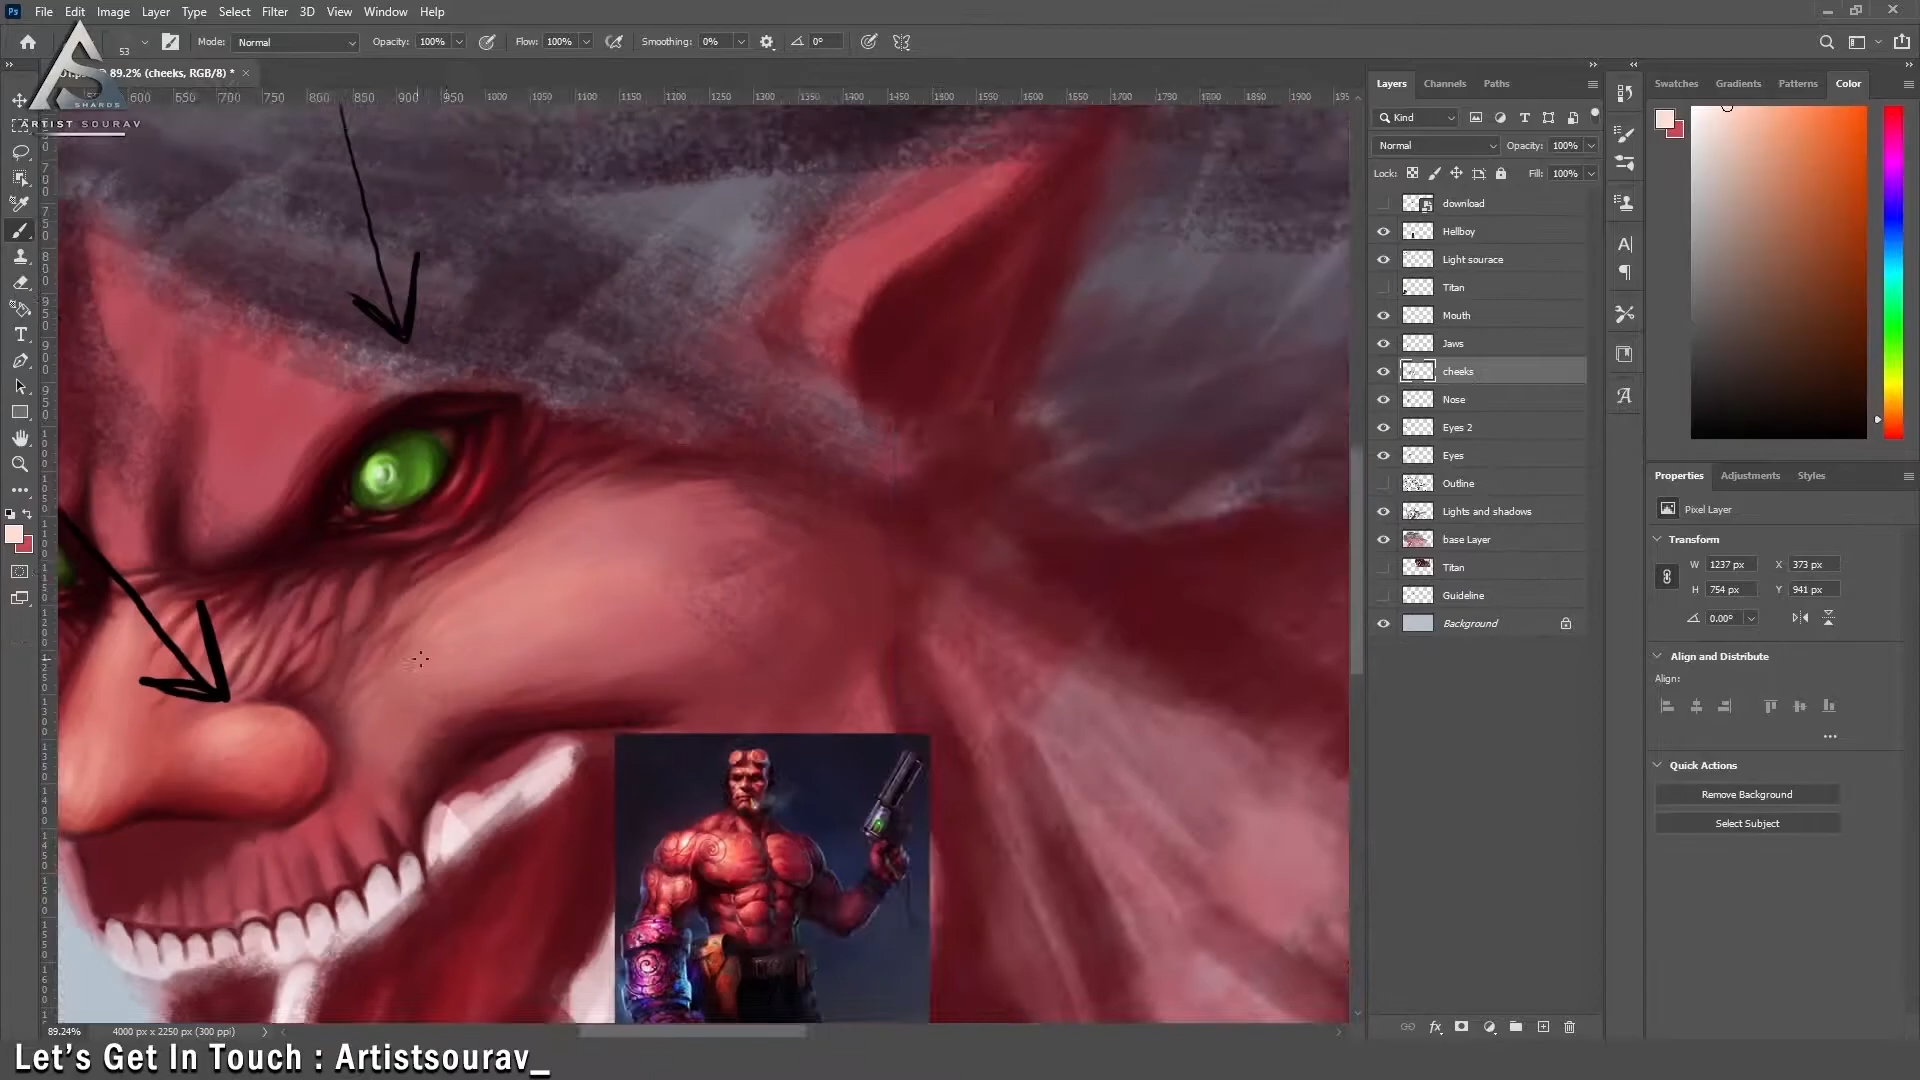 Ps File Edit Image Layer Type Select Filter 3D View Window Help
53 Mode: Normal Opacity: 100% Flow: 100% Smoothing: 0% 0°
@ 89.2% (cheeks, RGB/8) * ×
SHARDS
ARTIST SOURAV
600 650 700 750 800 850 900 950 1000 1050 1100 1150 1200 1250 1300 1350 1400 1450 1500 1550 1600 1650 1700 1750 1800 1850 1900 195
Layers Channels Paths
Kind
Normal Opacity: 100%
Lock: Fill: 100%
download
Hellboy
Light sourace
Titan
Mouth
Jaws
cheeks
Nose
Eyes 2
Eyes
Outline
Lights and shadows
base Layer
Titan
Guideline
Background
Swatches Gradients Patterns Color
Properties Adjustments Styles
Pixel Layer
Transform
W 1237 px X 373 px
H 754 px Y 941 px
0.00°
Align and Distribute
Align:
Quick Actions
Remove Background
Select Subject
89.24% 4000 px x 2250 px (300 ppi)
Let's Get In Touch : Artistsourav_